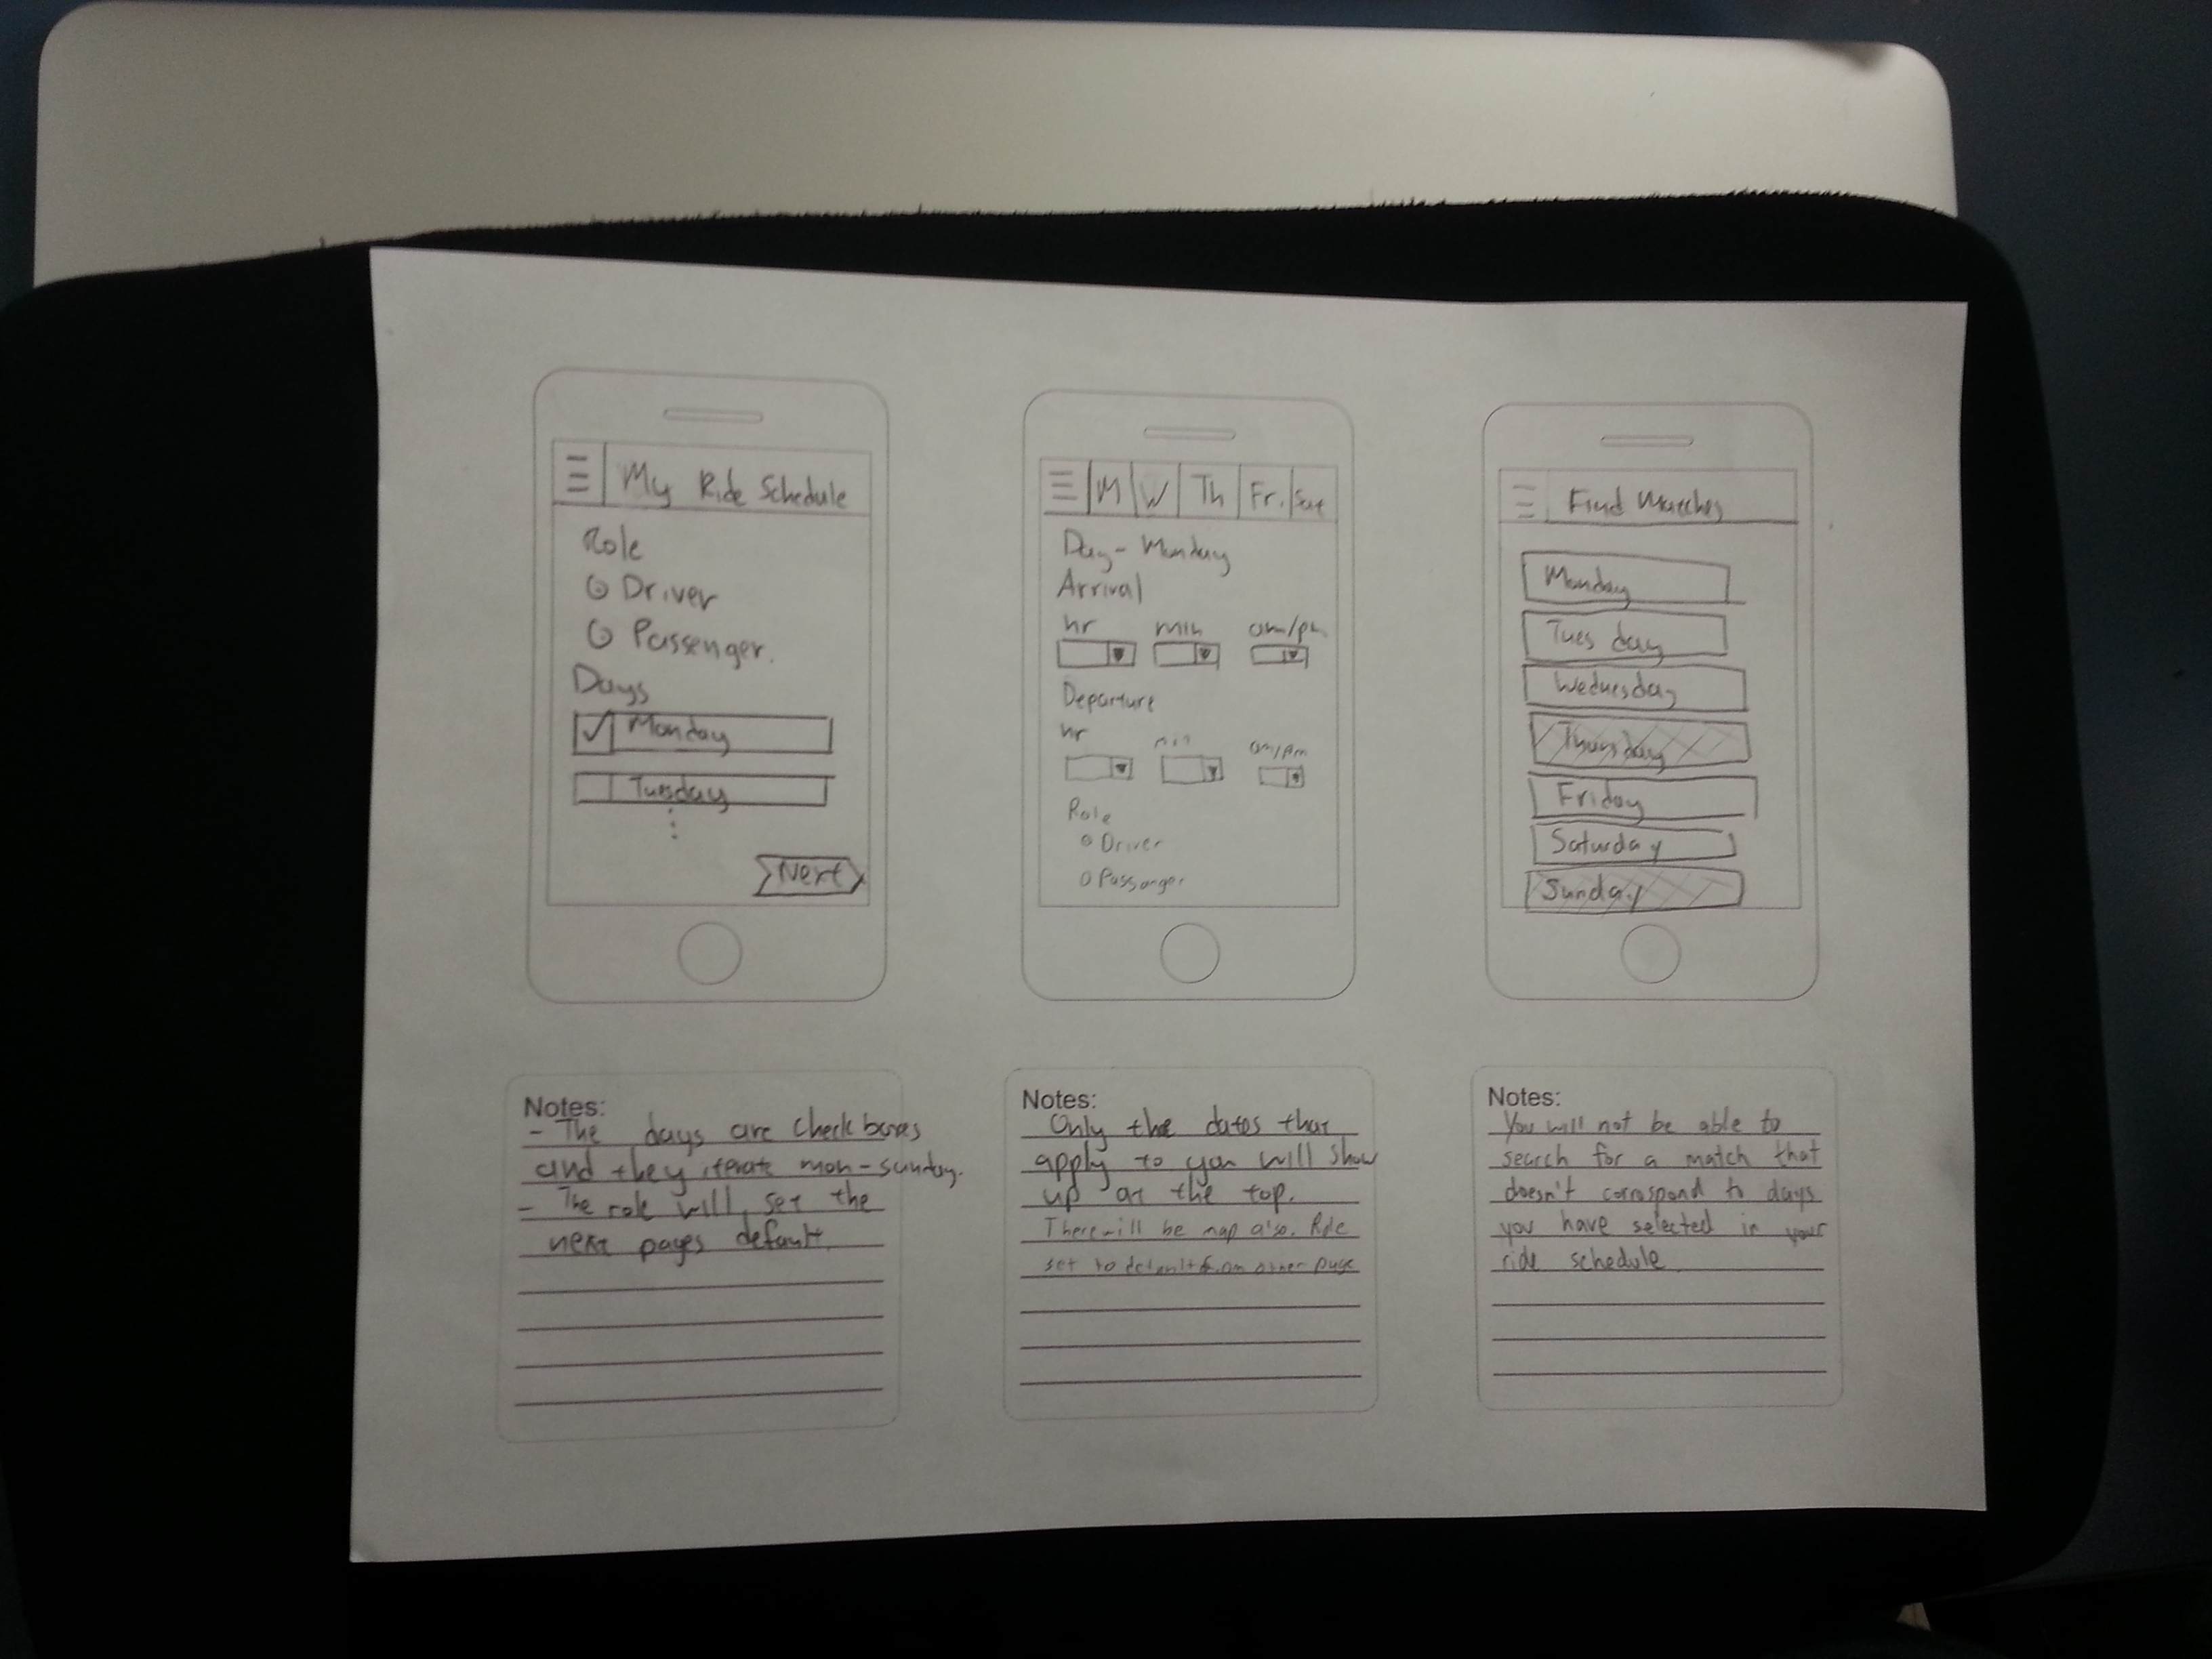 My Ride Schedule
Role
Driver
Passenger.
Days
Monday
Tuesday
Next
Notes:
- The days are checkboxes
and they iterate mon-sunday.
- The role will set the
next pages default.
M W Th Fr. Sat
Day - Monday
Arrival
hr min am/pm
Departure
hr min am/pm
Role
Driver
Passanger
Notes:
Only the dates that
apply to you will show
up at the top.
There will be map also. Role
set to default from other page
Find Matches
Monday
Tuesday
Wednesday
Thursday
Friday
Saturday
Sunday
Notes:
You will not be able to
search for a match that
doesn't correspond to days
you have selected in your
ride schedule